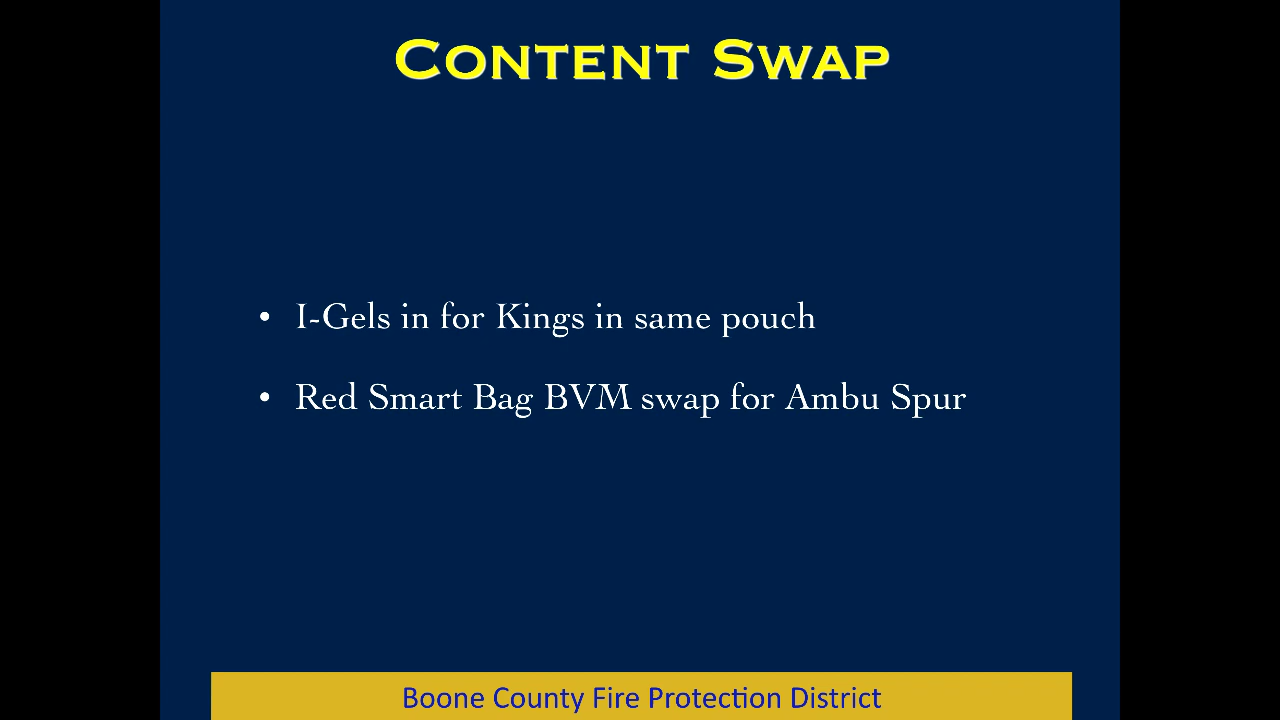 Content Swap
• I-Gels in for Kings in same pouch
• Red Smart Bag BVM swap for Ambu Spur
Boone County Fire Protection District